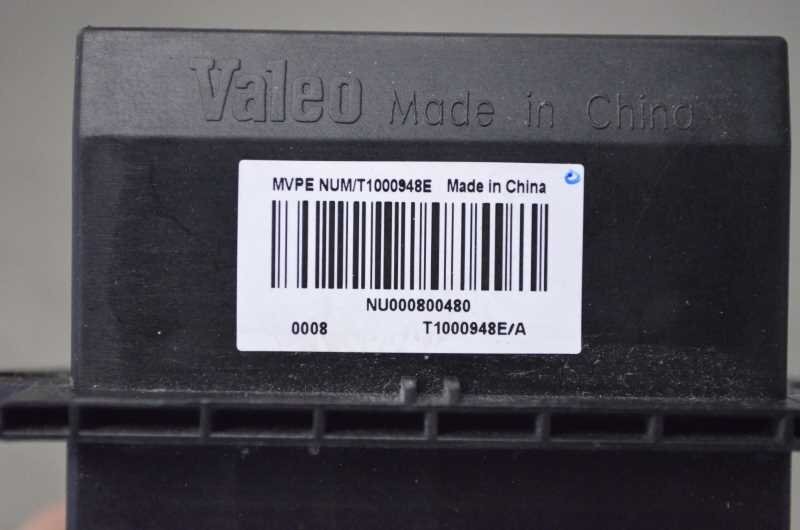 Valeo Made in China
MVPE NUM/T1000948E Made in China
NU000800480
0008 T1000948E/A